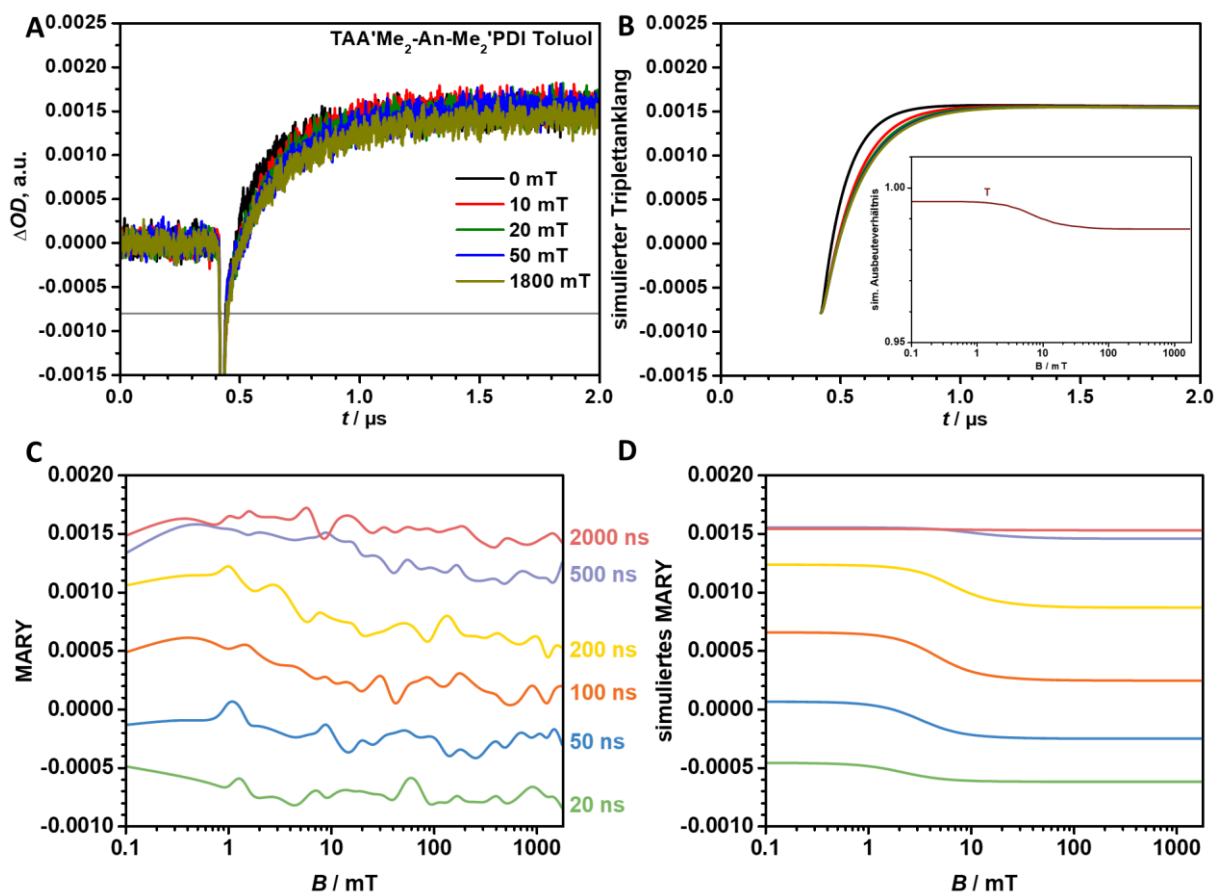 A
TAA'Me2-An-Me2'PDI Toluol
0.0025
0.0020
0.0015
0.0010
0.0005
0.0000
-0.0005
-0.0010
-0.0015
ΔOD, a.u.
0 mT
10 mT
20 mT
50 mT
1800 mT
0.0 0.5 1.0 1.5 2.0
t / µs
B
0.0025
0.0020
0.0015
0.0010
0.0005
0.0000
-0.0005
-0.0010
-0.0015
simulierter Triplettanklang
1.00
0.95
sim. Ausbeuteverhältnis
T
0.1 1 10 100 1000
B / mT
0.0 0.5 1.0 1.5 2.0
t / µs
C
0.0020
0.0015
0.0010
0.0005
0.0000
-0.0005
-0.0010
MARY
2000 ns
500 ns
200 ns
100 ns
50 ns
20 ns
0.1 1 10 100 1000
B / mT
D
0.0020
0.0015
0.0010
0.0005
0.0000
-0.0005
-0.0010
simuliertes MARY
0.1 1 10 100 1000
B / mT